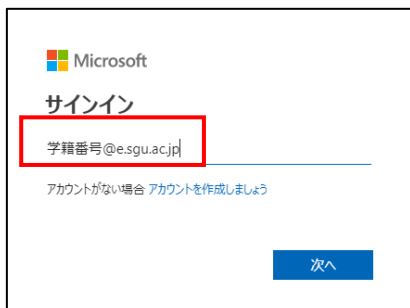 Microsoft
サインイン
学籍番号@e.sgu.ac.jp
アカウントがない場合 アカウントを作成しましょう
次へ